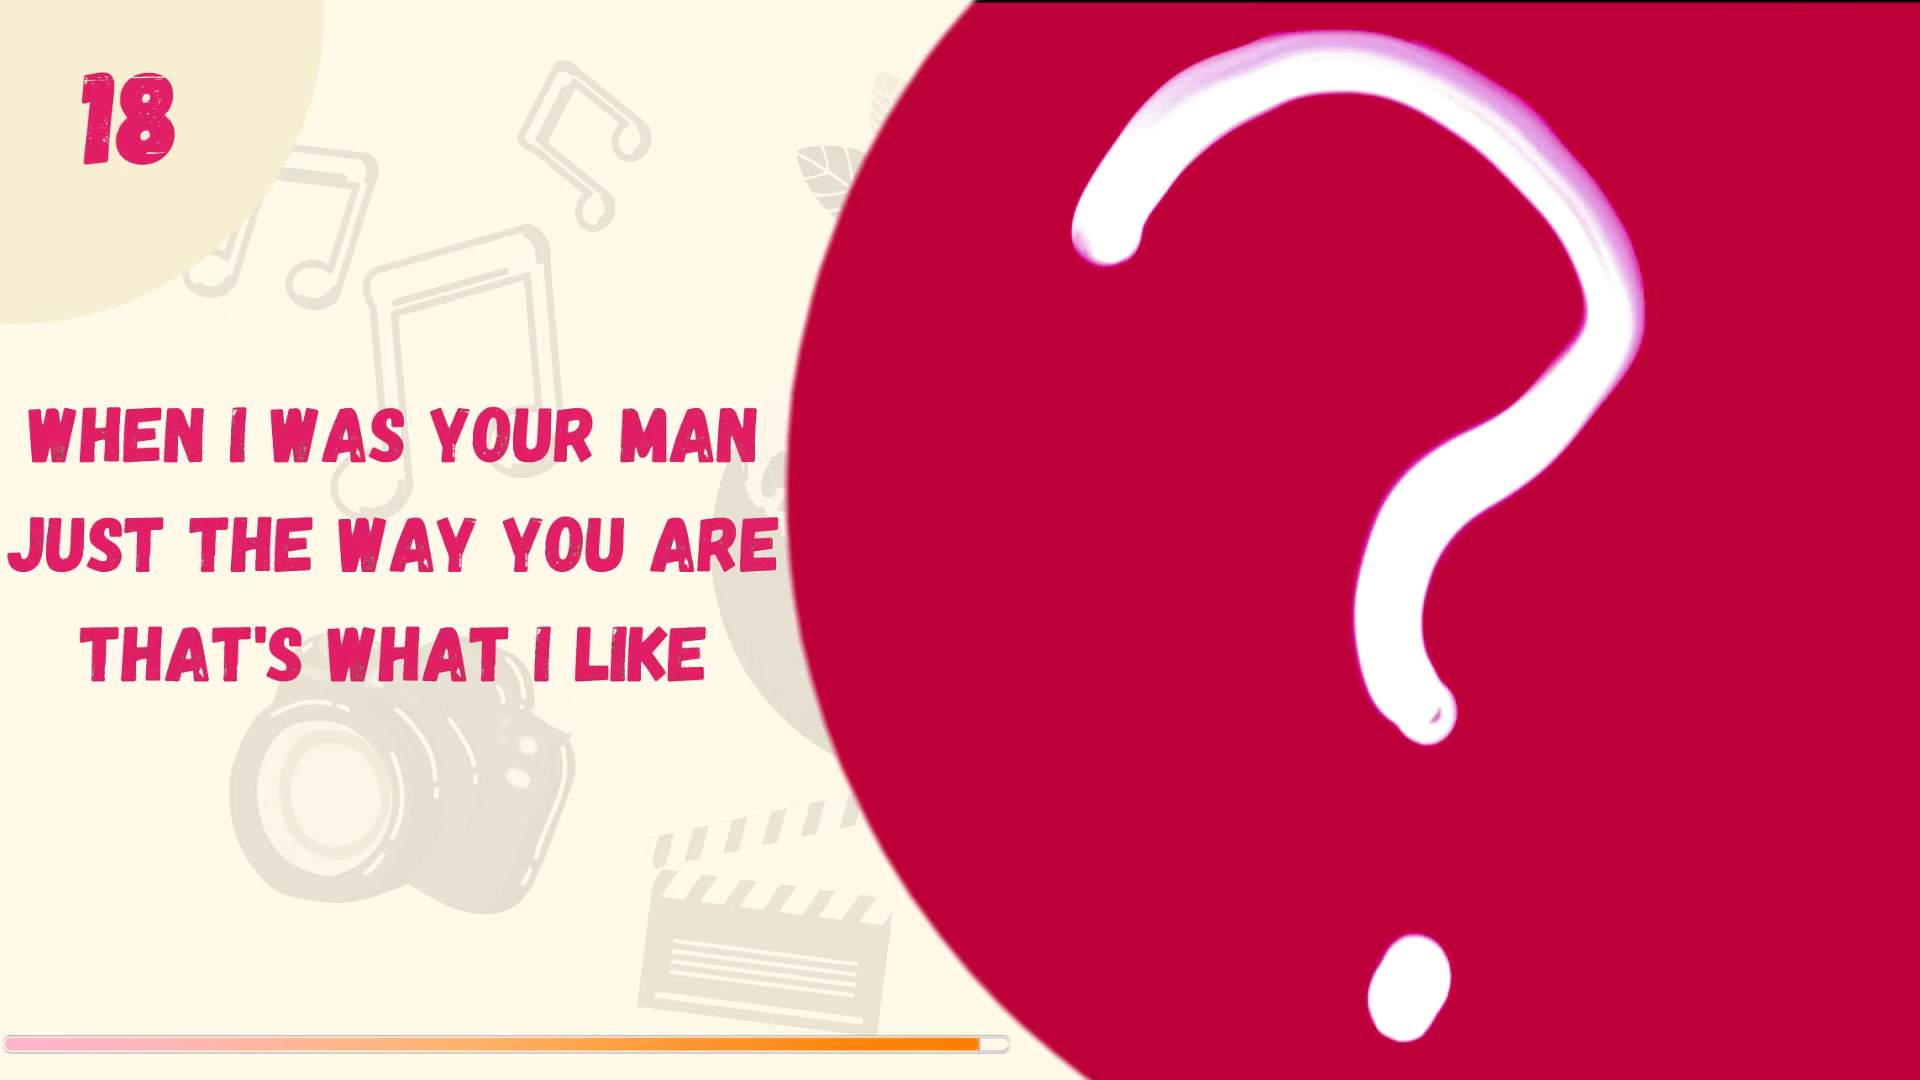 18
WHEN I WAS YOUR MAN
JUST THE WAY YOU ARE
THAT'S WHAT I LIKE
?